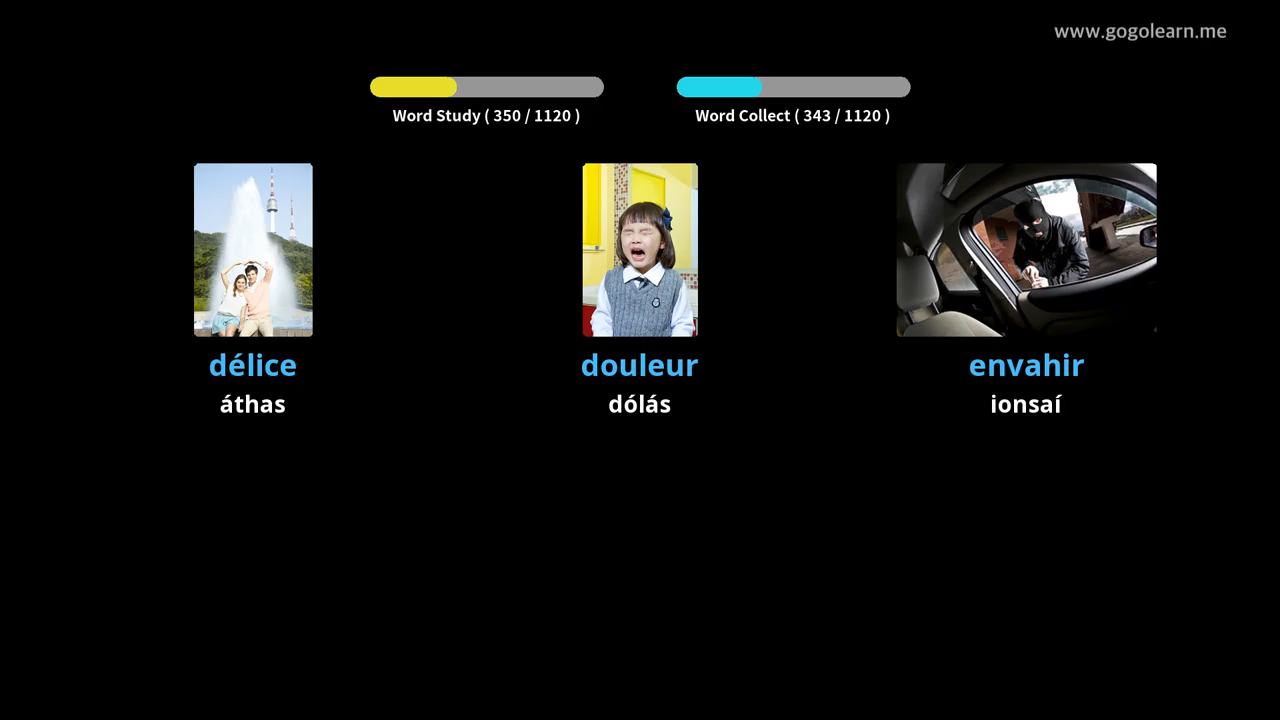 www.gogolearn.me
Word Study ( 350 / 1120 )
Word Collect ( 343 / 1120 )
délice
douleur
envahir
áthas
dólás
ionsaí